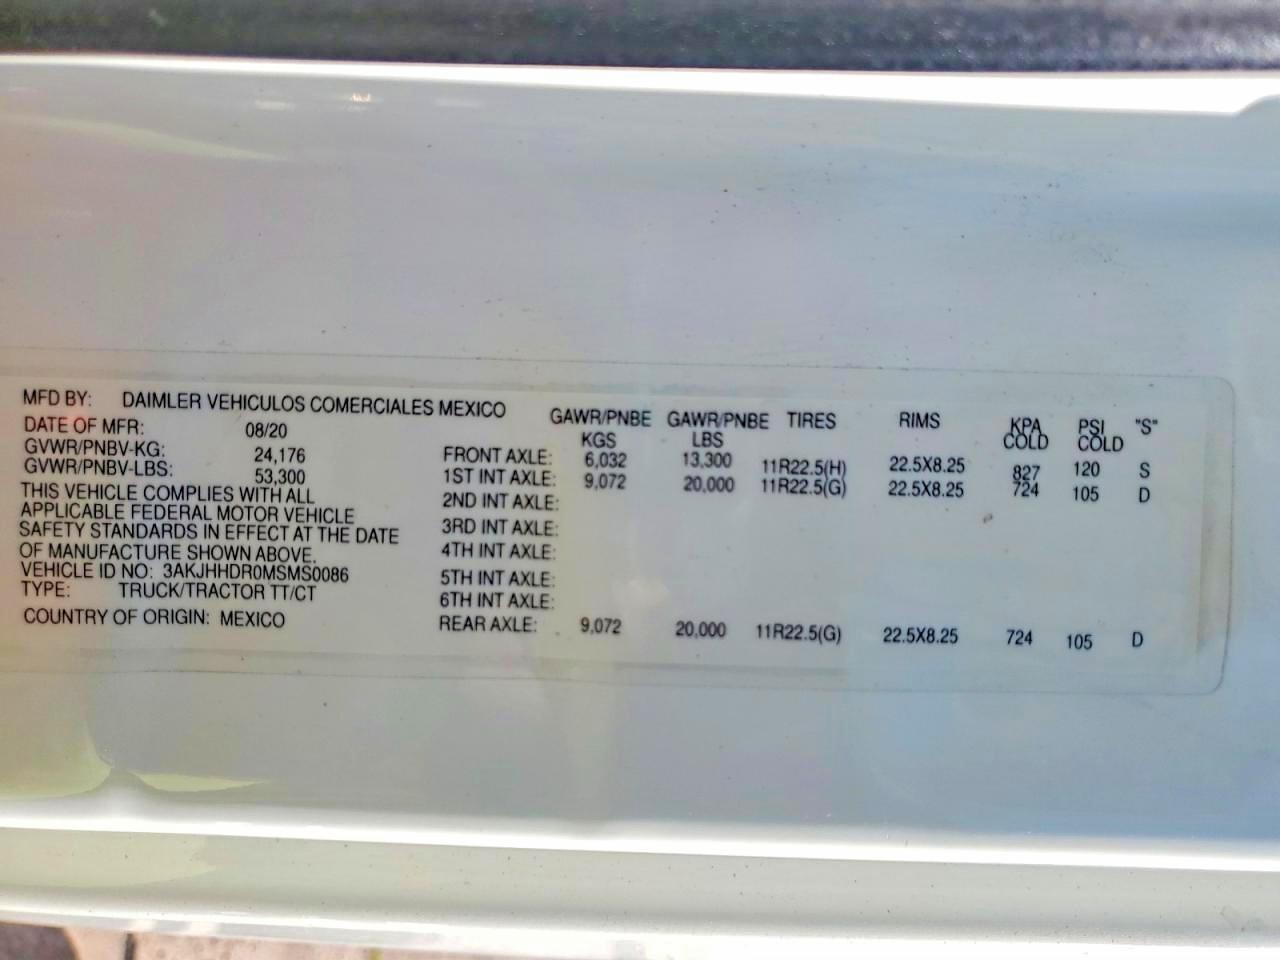 MFD BY: DAIMLER VEHICULOS COMERCIALES MEXICO
DATE OF MFR: 08/20
GVWR/PNBV-KG: 24,176
GVWR/PNBV-LBS: 53,300
THIS VEHICLE COMPLIES WITH ALL
APPLICABLE FEDERAL MOTOR VEHICLE
SAFETY STANDARDS IN EFFECT AT THE DATE
OF MANUFACTURE SHOWN ABOVE.
VEHICLE ID NO: 3AKJHHDR0MSMS0086
TYPE: TRUCK/TRACTOR TT/CT
COUNTRY OF ORIGIN: MEXICO
GAWR/PNBE KGS GAWR/PNBE LBS TIRES RIMS KPA COLD PSI COLD "S"
FRONT AXLE: 6,032 13,300 11R22.5(H) 22.5X8.25 827 120 S
1ST INT AXLE: 9,072 20,000 11R22.5(G) 22.5X8.25 724 105 D
2ND INT AXLE:
3RD INT AXLE:
4TH INT AXLE:
5TH INT AXLE:
6TH INT AXLE:
REAR AXLE: 9,072 20,000 11R22.5(G) 22.5X8.25 724 105 D